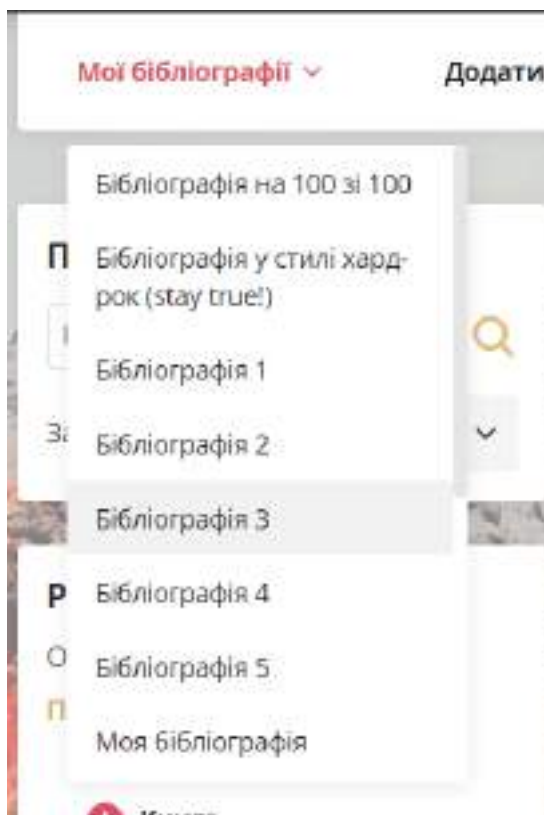 Мої бібліографії
Додати
Бібліографія на 100 зі 100
П
Бібліографія у стилі хард-
рок (stay true!)
Бібліографія 1
За
Бібліографія 2
Бібліографія 3
Р
Бібліографія 4
О
Бібліографія 5
П
Моя бібліографія